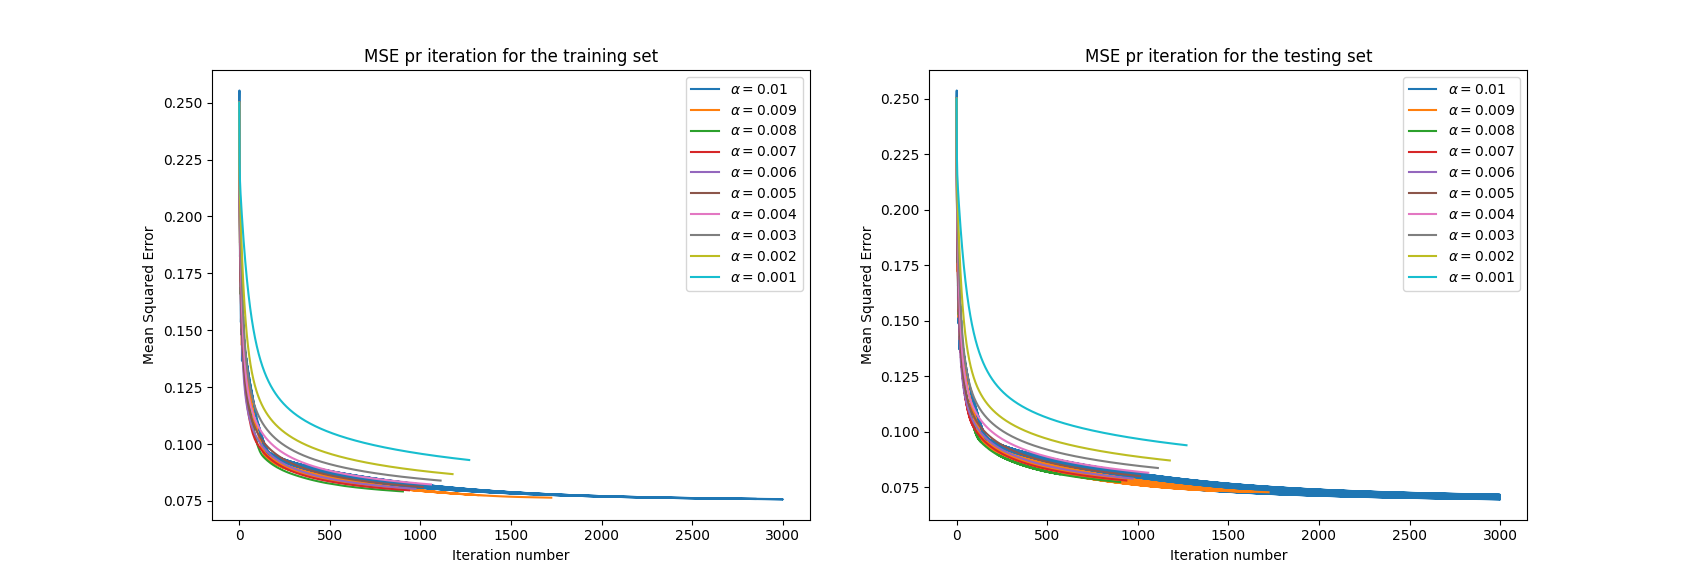 MSE pr iteration for the training set
0.250
0.225
0.200
0.175
0.150
0.125
0.100
0.075
Mean Squared Error
0 500 1000 1500 2000 2500 3000
Iteration number
α = 0.01
α = 0.009
α = 0.008
α = 0.007
α = 0.006
α = 0.005
α = 0.004
α = 0.003
α = 0.002
α = 0.001
MSE pr iteration for the testing set
0.250
0.225
0.200
0.175
0.150
0.125
0.100
0.075
Mean Squared Error
0 500 1000 1500 2000 2500 3000
Iteration number
α = 0.01
α = 0.009
α = 0.008
α = 0.007
α = 0.006
α = 0.005
α = 0.004
α = 0.003
α = 0.002
α = 0.001